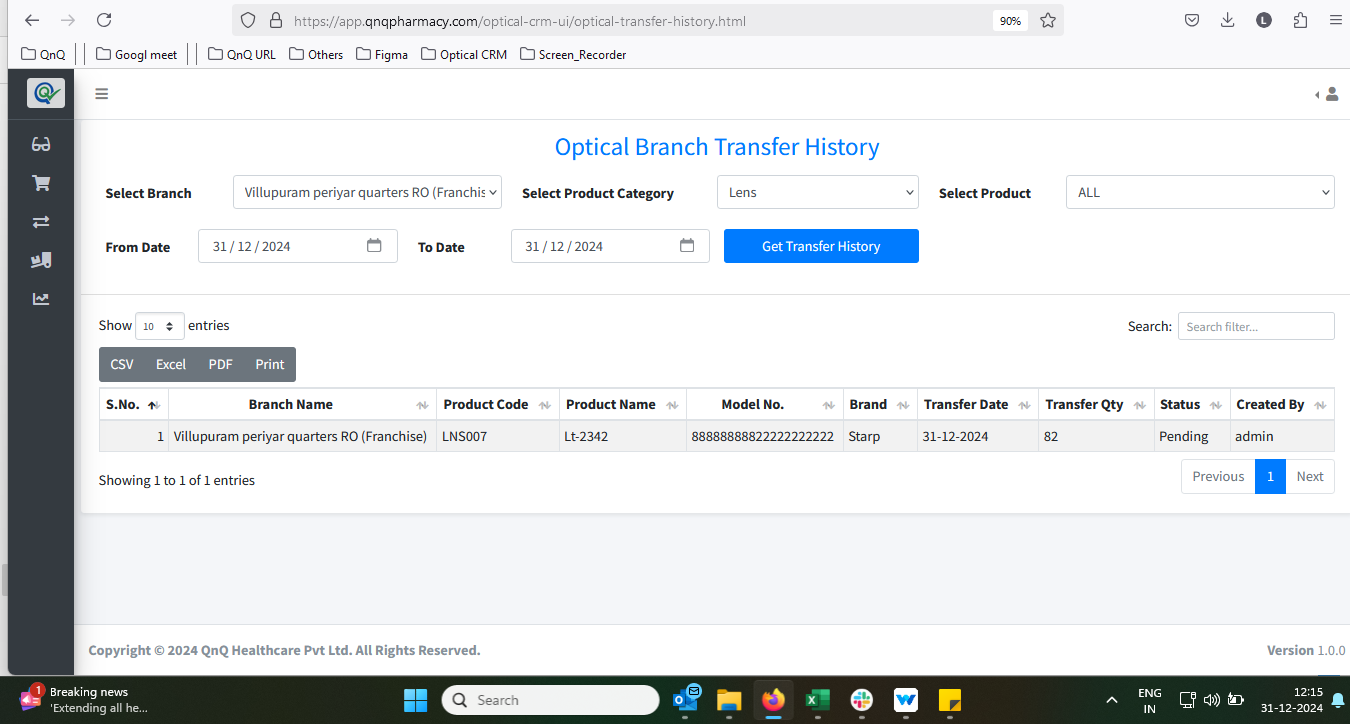 https://app.qnqpharmacy.com/optical-crm-ui/optical-transfer-history.html 90% L
QnQ Googl meet QnQ URL Others Figma Optical CRM Screen_Recorder
Optical Branch Transfer History
Select Branch Villupuram periyar quarters RO (Franchis Select Product Category Lens Select Product ALL
From Date 31 / 12 / 2024 To Date 31 / 12 / 2024 Get Transfer History
Show 10 entries Search: Search filter...
CSV Excel PDF Print
S.No. Branch Name Product Code Product Name Model No. Brand Transfer Date Transfer Qty Status Created By
1 Villupuram periyar quarters RO (Franchise) LNS007 Lt-2342 88888888822222222222 Starp 31-12-2024 82 Pending admin
Showing 1 to 1 of 1 entries Previous 1 Next
Copyright © 2024 QnQ Healthcare Pvt Ltd. All Rights Reserved. Version 1.0.0
1 Breaking news
'Extending all he...
Search
ENG
IN
12:15
31-12-2024